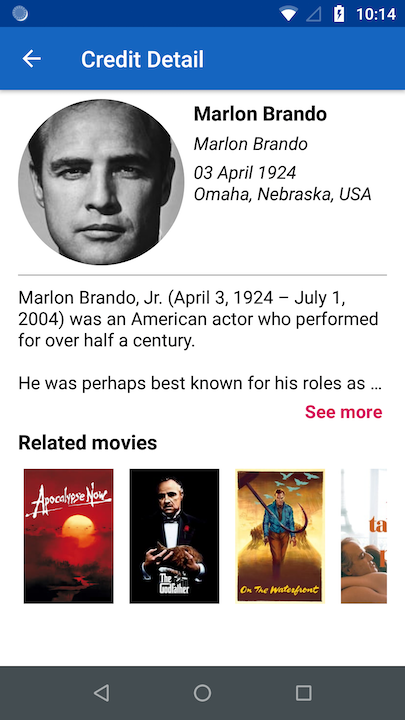 10:14
Credit Detail
Marlon Brando
Marlon Brando
03 April 1924
Omaha, Nebraska, USA
Marlon Brando, Jr. (April 3, 1924 – July 1,
2004) was an American actor who performed
for over half a century.
He was perhaps best known for his roles as ...
See more
Related movies
Apocalypse Now
The
Godfather
On The Waterfront
ta